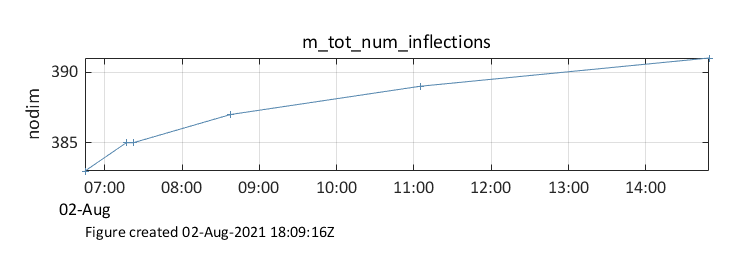 m_tot_num_inflections
390
385
nodim
07:00 08:00 09:00 10:00 11:00 12:00 13:00 14:00
02-Aug
Figure created 02-Aug-2021 18:09:16Z